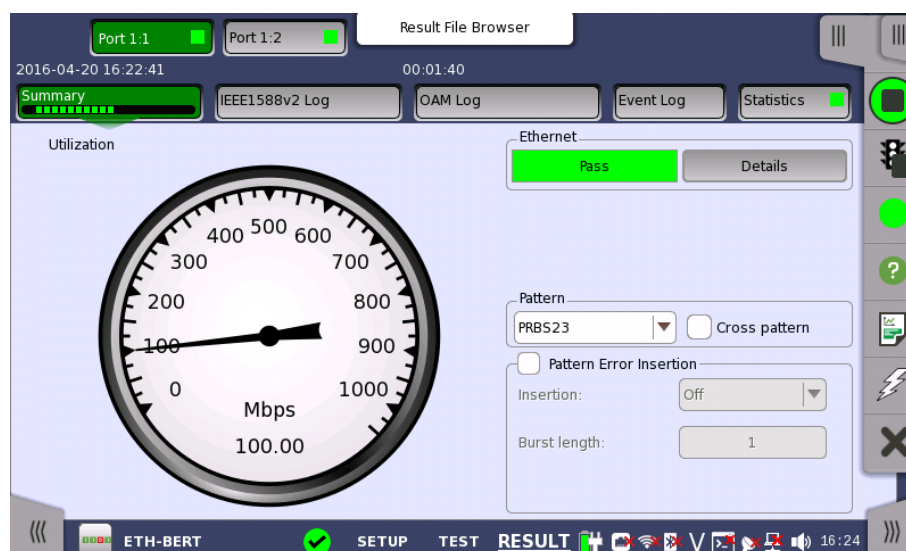 Result File Browser
Port 1:1
Port 1:2
2016-04-20 16:22:41
00:01:40
Summary
IEEE1588v2 Log
OAM Log
Event Log
Statistics
Utilization
Ethernet
Pass
Details
0
100
200
300
400
500
600
700
800
900
1000
Mbps
100.00
Pattern
PRBS23
Cross pattern
Pattern Error Insertion
Insertion:
Off
Burst length:
1
ETH-BERT
SETUP
TEST
RESULT
16:24